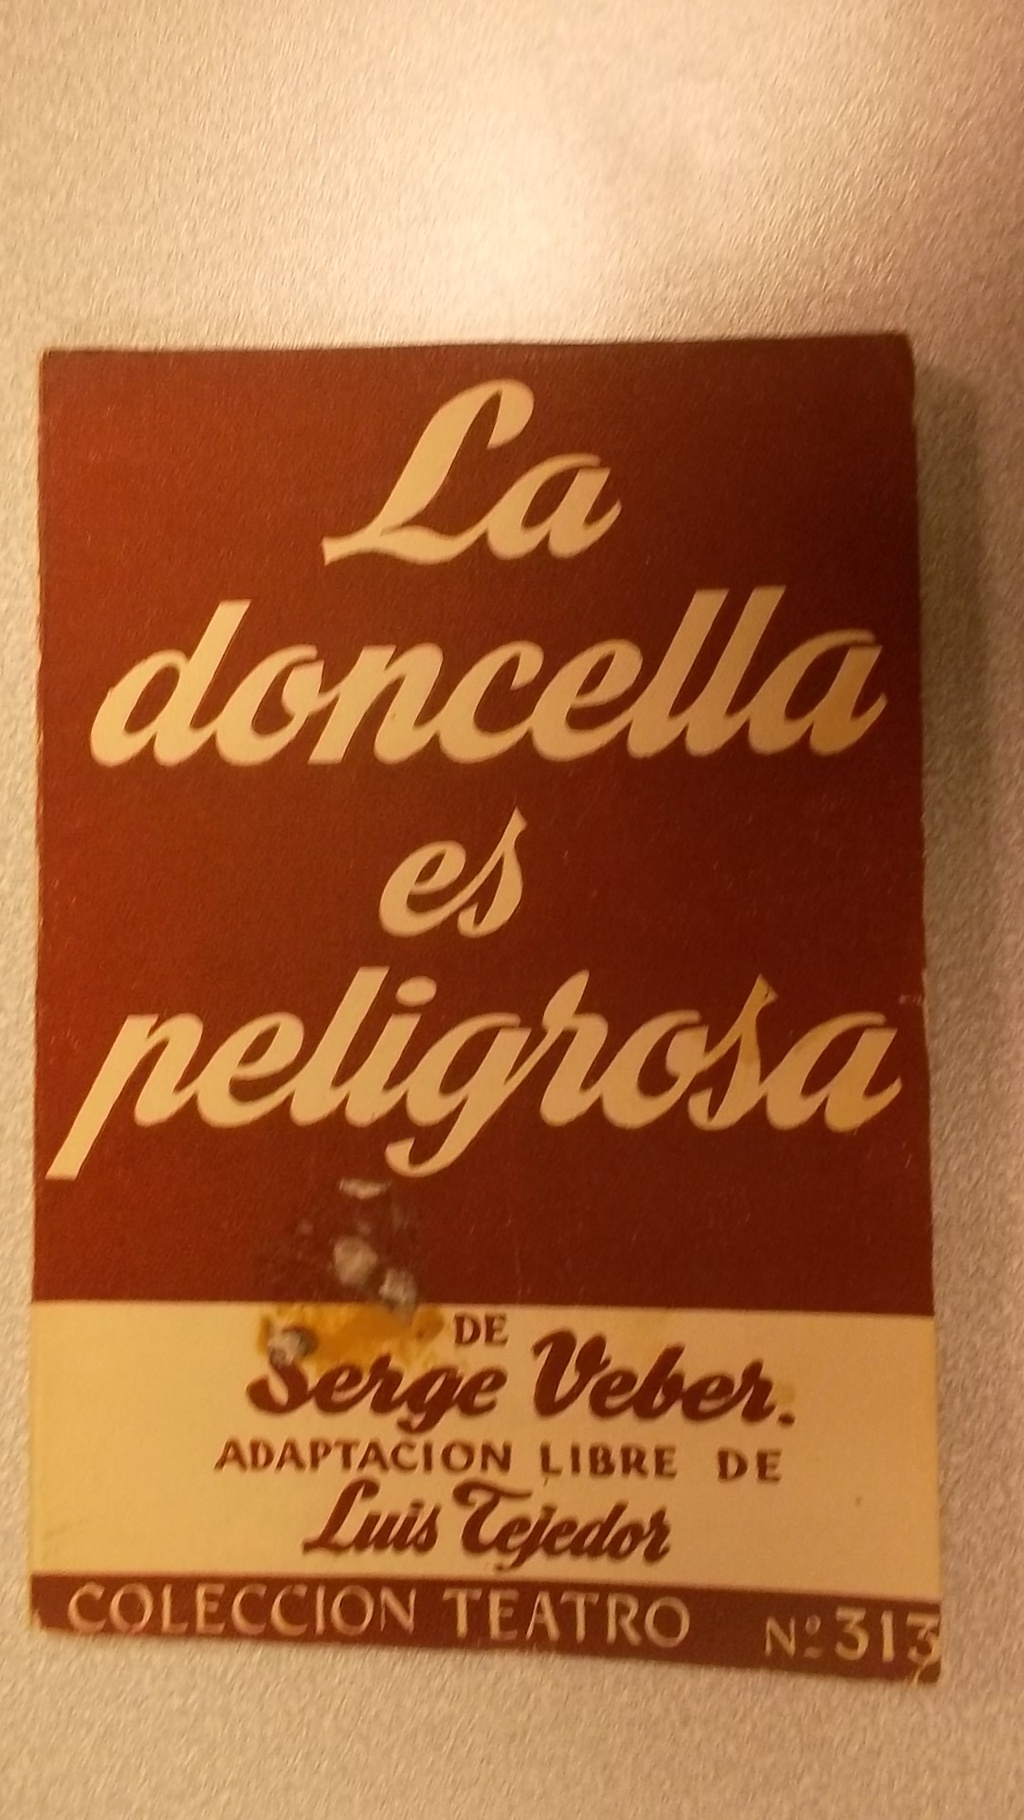 La
doncella
es
peligrosa
DE
Serge Veber.
ADAPTACION LIBRE DE
Luis Tejedor
COLECCION TEATRO Nº 313